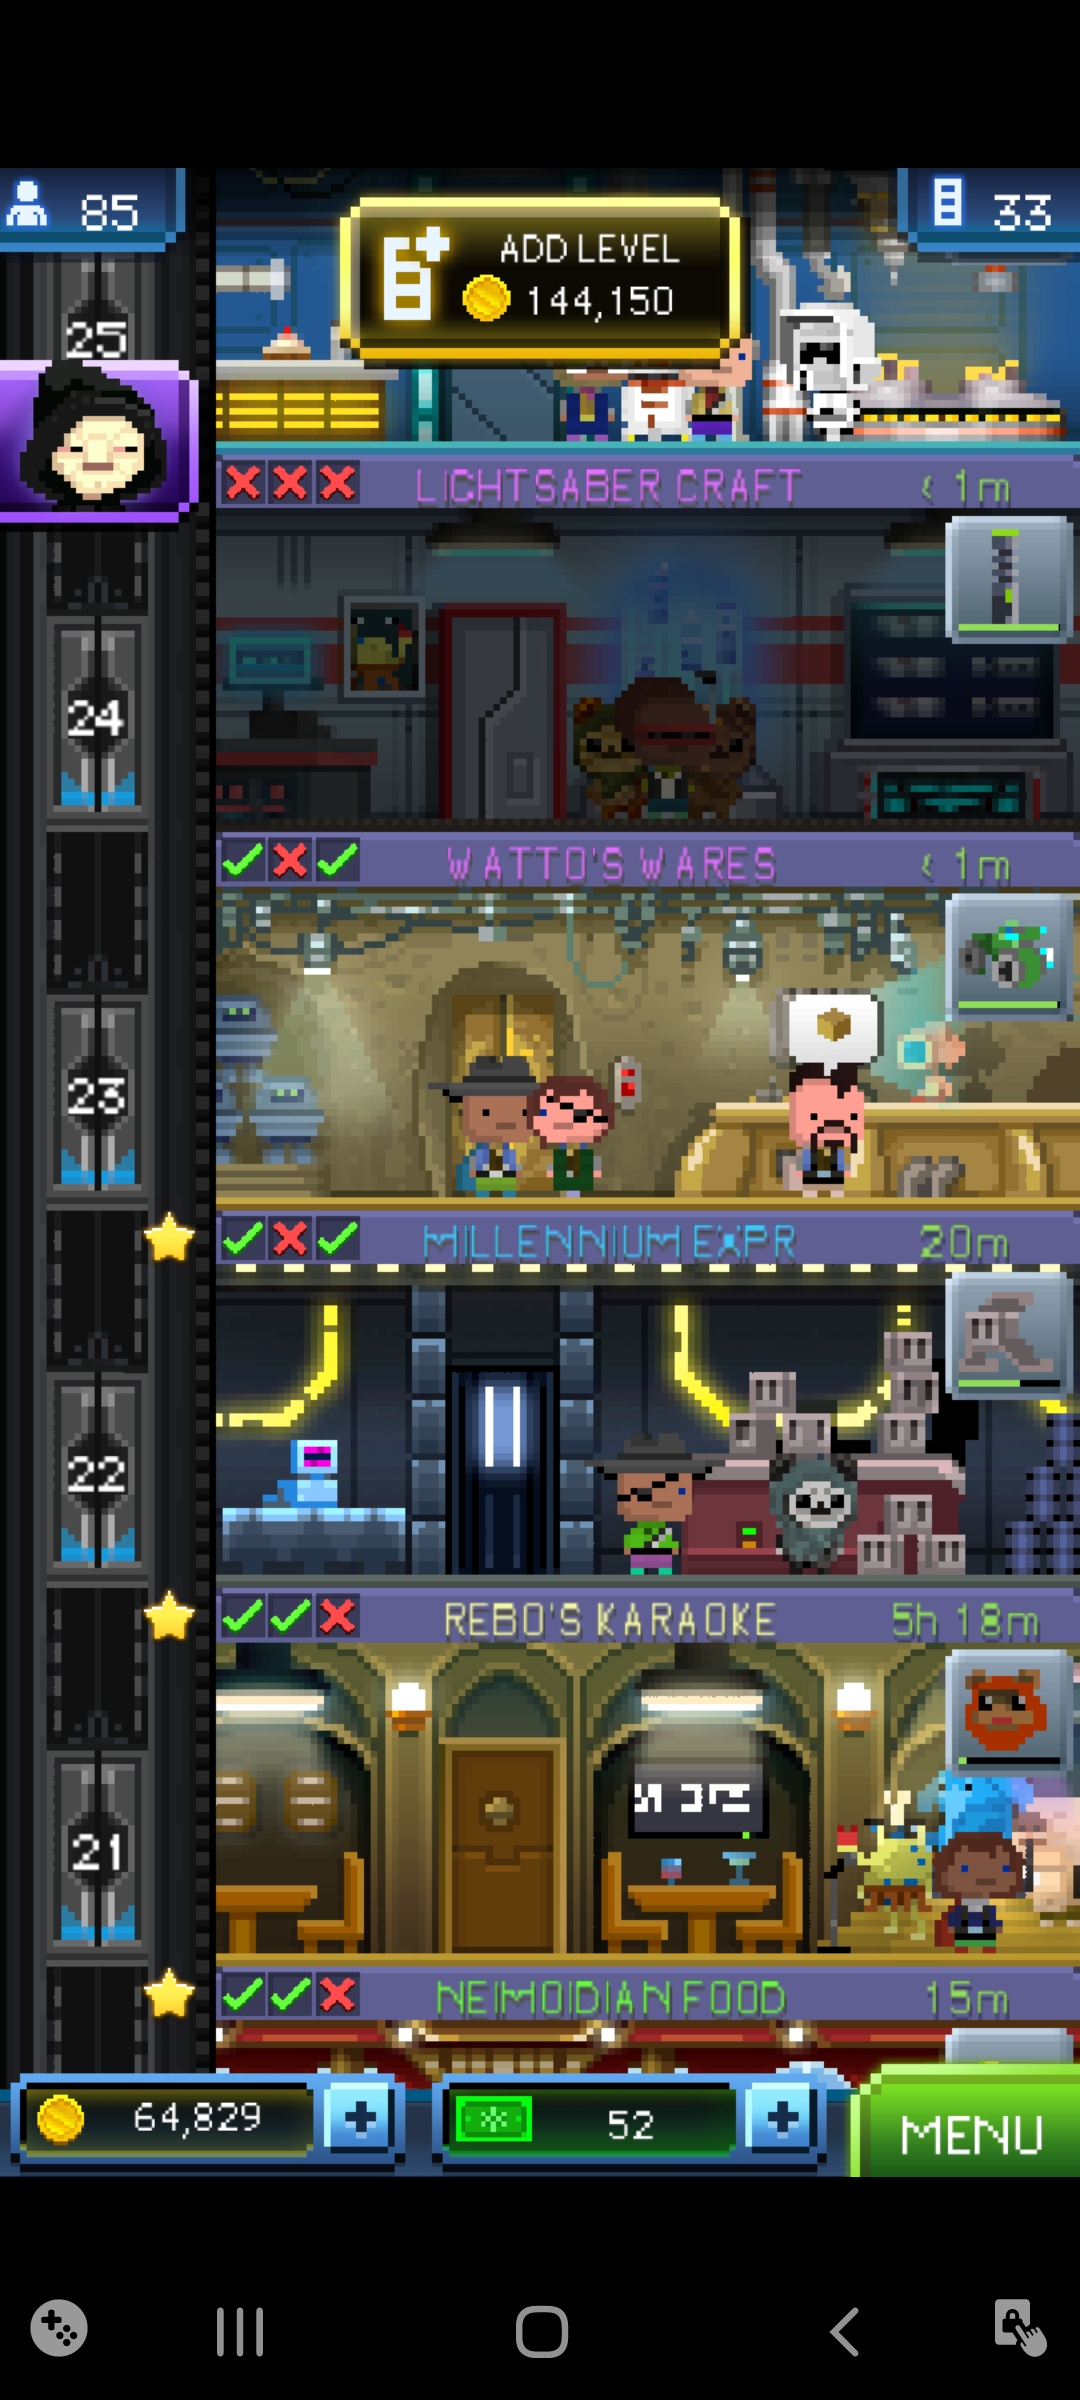 85
ADD LEVEL
144,150
33
25
LIGHTSABER CRAFT
< 1m
24
WATTO'S WARES
< 1m
23
MILLENNIUM EXPR
20m
22
REBO'S KARAOKE
5h 18m
21
NEIMOIDIAN FOOD
15m
64,829
52
MENU